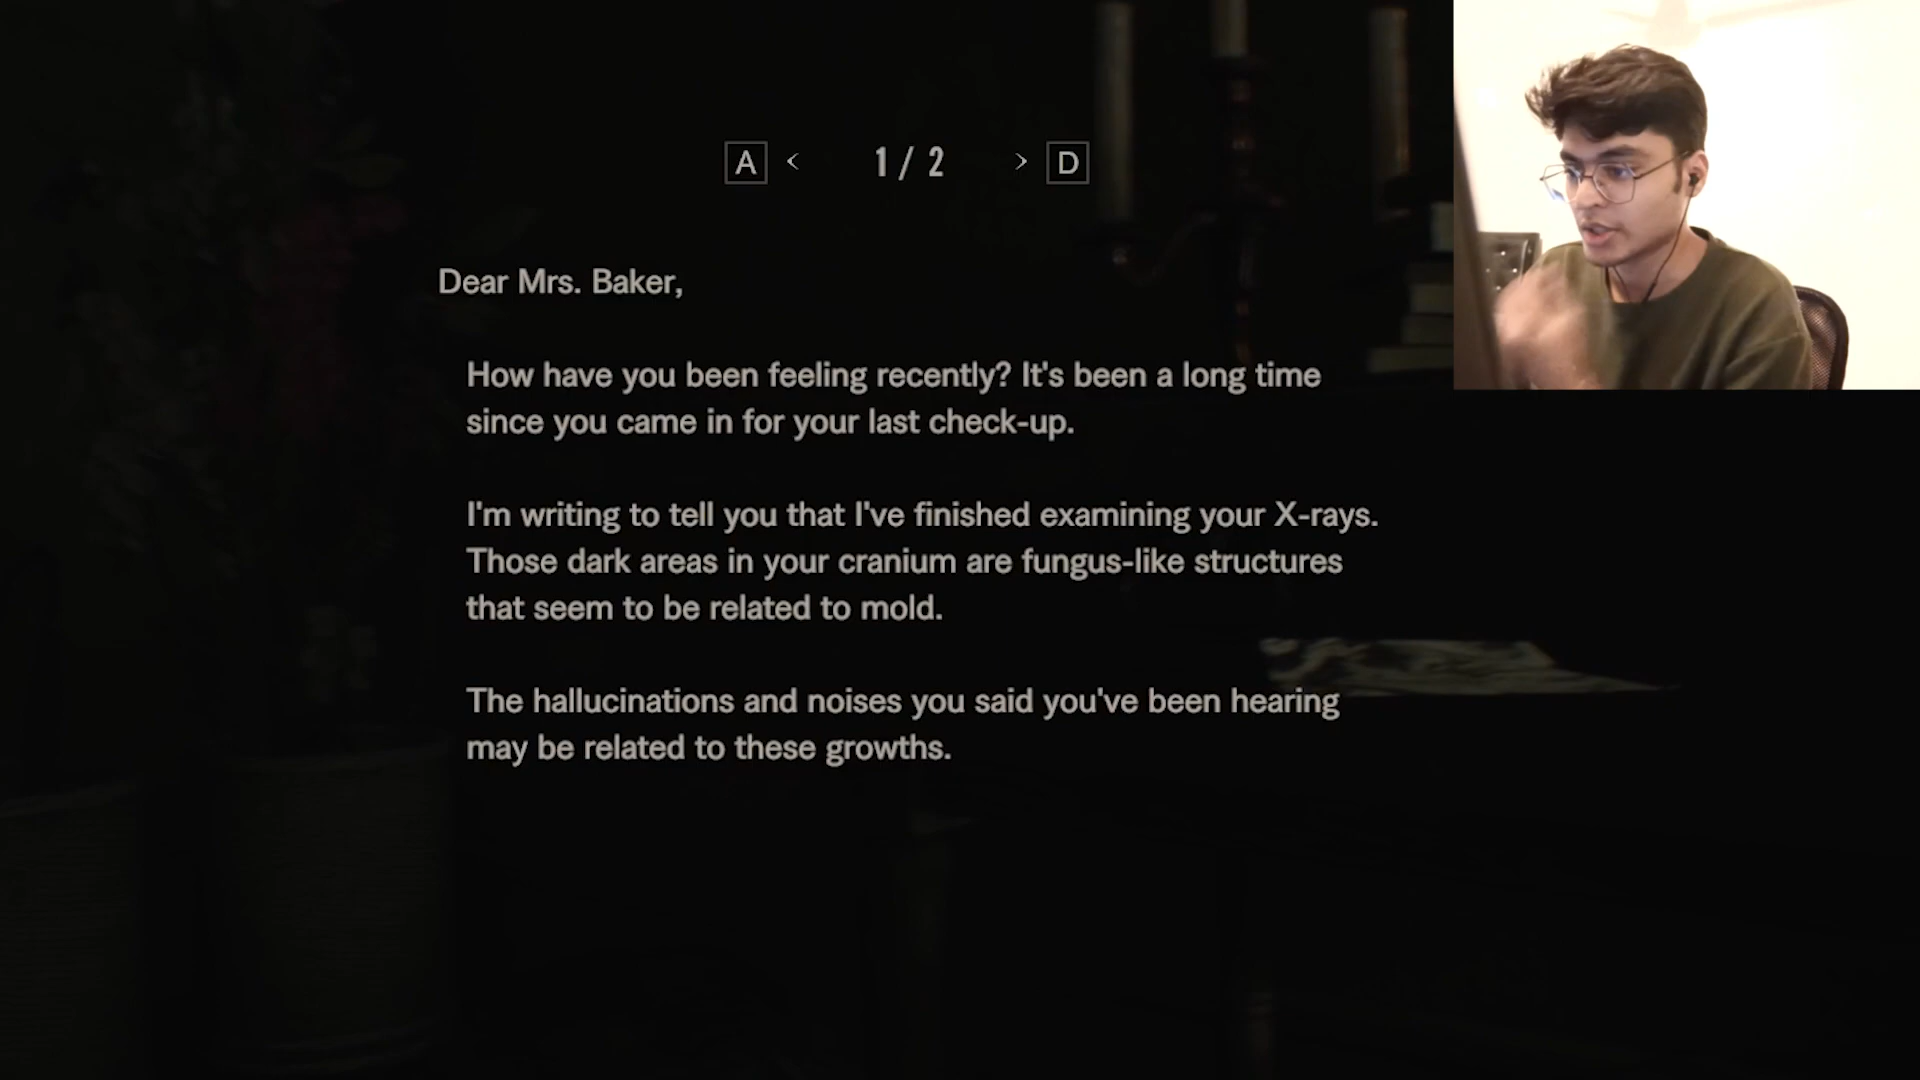 A < 1 / 2 > D
Dear Mrs. Baker,
How have you been feeling recently? It's been a long time
since you came in for your last check-up.
I'm writing to tell you that I've finished examining your X-rays.
Those dark areas in your cranium are fungus-like structures
that seem to be related to mold.
The hallucinations and noises you said you've been hearing
may be related to these growths.